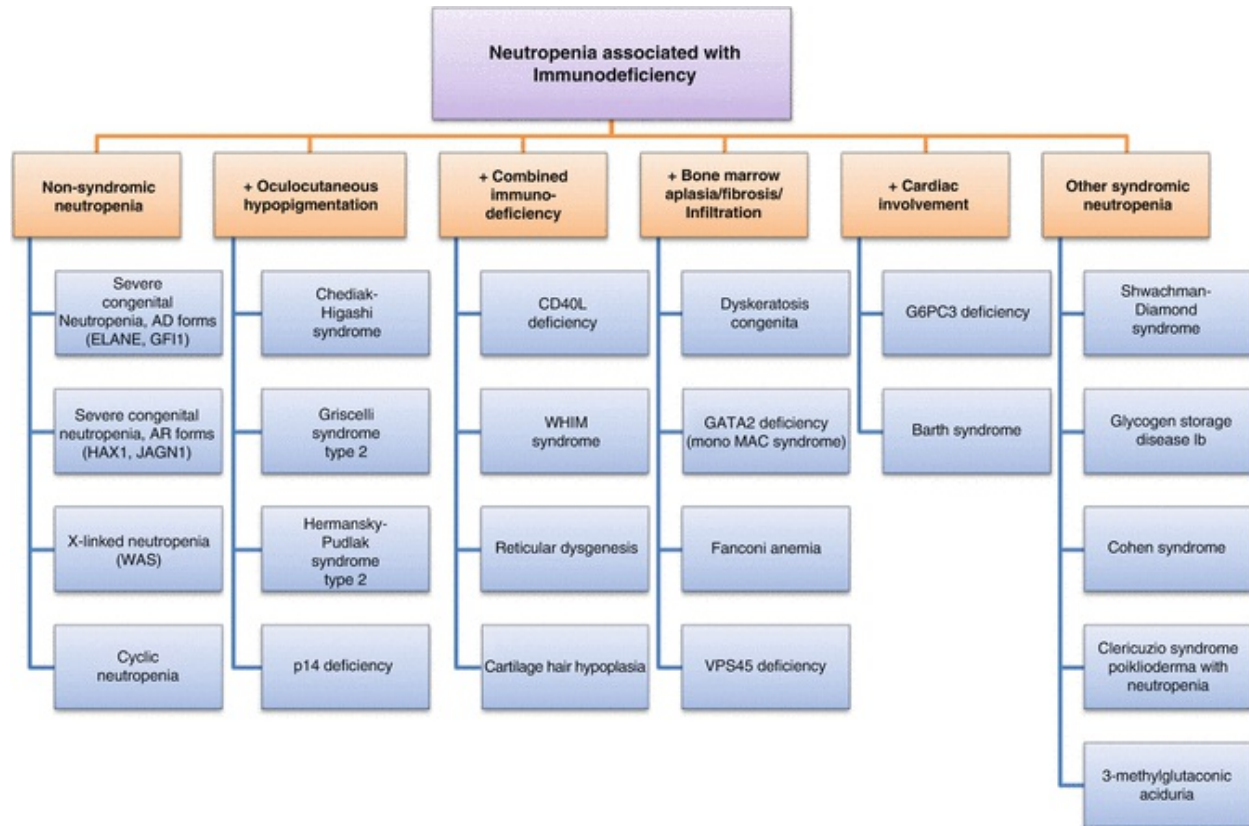 Neutropenia associated with
Immunodeficiency
Non-syndromic
neutropenia
+ Oculocutaneous
hypopigmentation
+ Combined
immuno-
deficiency
+ Bone marrow
aplasia/fibrosis/
Infiltration
+ Cardiac
involvement
Other syndromic
neutropenia
Severe
congenital
Neutropenia, AD forms
(ELANE, GFI1)
Severe congenital
neutropenia, AR forms
(HAX1, JAGN1)
X-linked neutropenia
(WAS)
Cyclic
neutropenia
Chediak-
Higashi
syndrome
Griscelli
syndrome
type 2
Hermansky-
Pudlak
syndrome
type 2
p14 deficiency
CD40L
deficiency
WHIM
syndrome
Reticular dysgenesis
Cartilage hair hypoplasia
Dyskeratosis
congenita
GATA2 deficiency
(mono MAC syndrome)
Fanconi anemia
VPS45 deficiency
G6PC3 deficiency
Barth syndrome
Shwachman-
Diamond
syndrome
Glycogen storage
disease Ib
Cohen syndrome
Clericuzio syndrome
poiklioderma with
neutropenia
3-methylglutaconic
aciduria